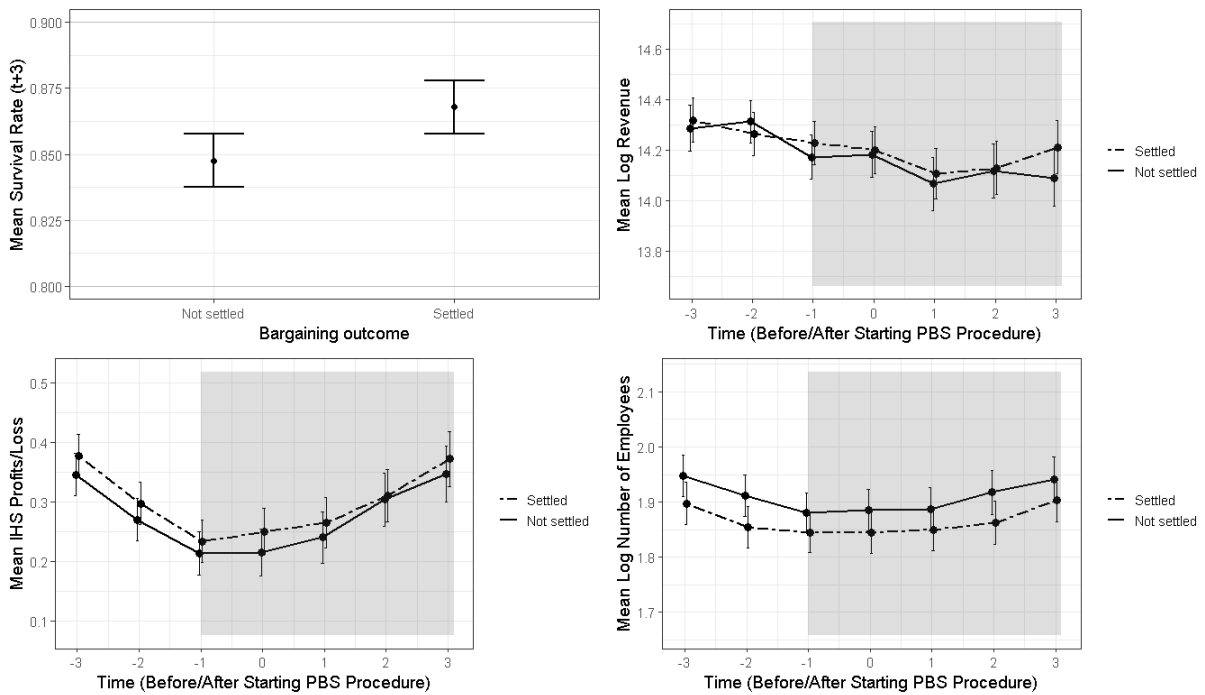 Mean Survival Rate (t+3)
0.900
0.875
0.850
0.825
0.800
Not settled
Settled
Bargaining outcome
Mean Log Revenue
14.6
14.4
14.2
14.0
13.8
-3 -2 -1 0 1 2 3
Time (Before/After Starting PBS Procedure)
Settled
Not settled
Mean IHS Profits/Loss
0.5
0.4
0.3
0.2
0.1
-3 -2 -1 0 1 2 3
Time (Before/After Starting PBS Procedure)
Settled
Not settled
Mean Log Number of Employees
2.1
2.0
1.9
1.8
1.7
-3 -2 -1 0 1 2 3
Time (Before/After Starting PBS Procedure)
Settled
Not settled